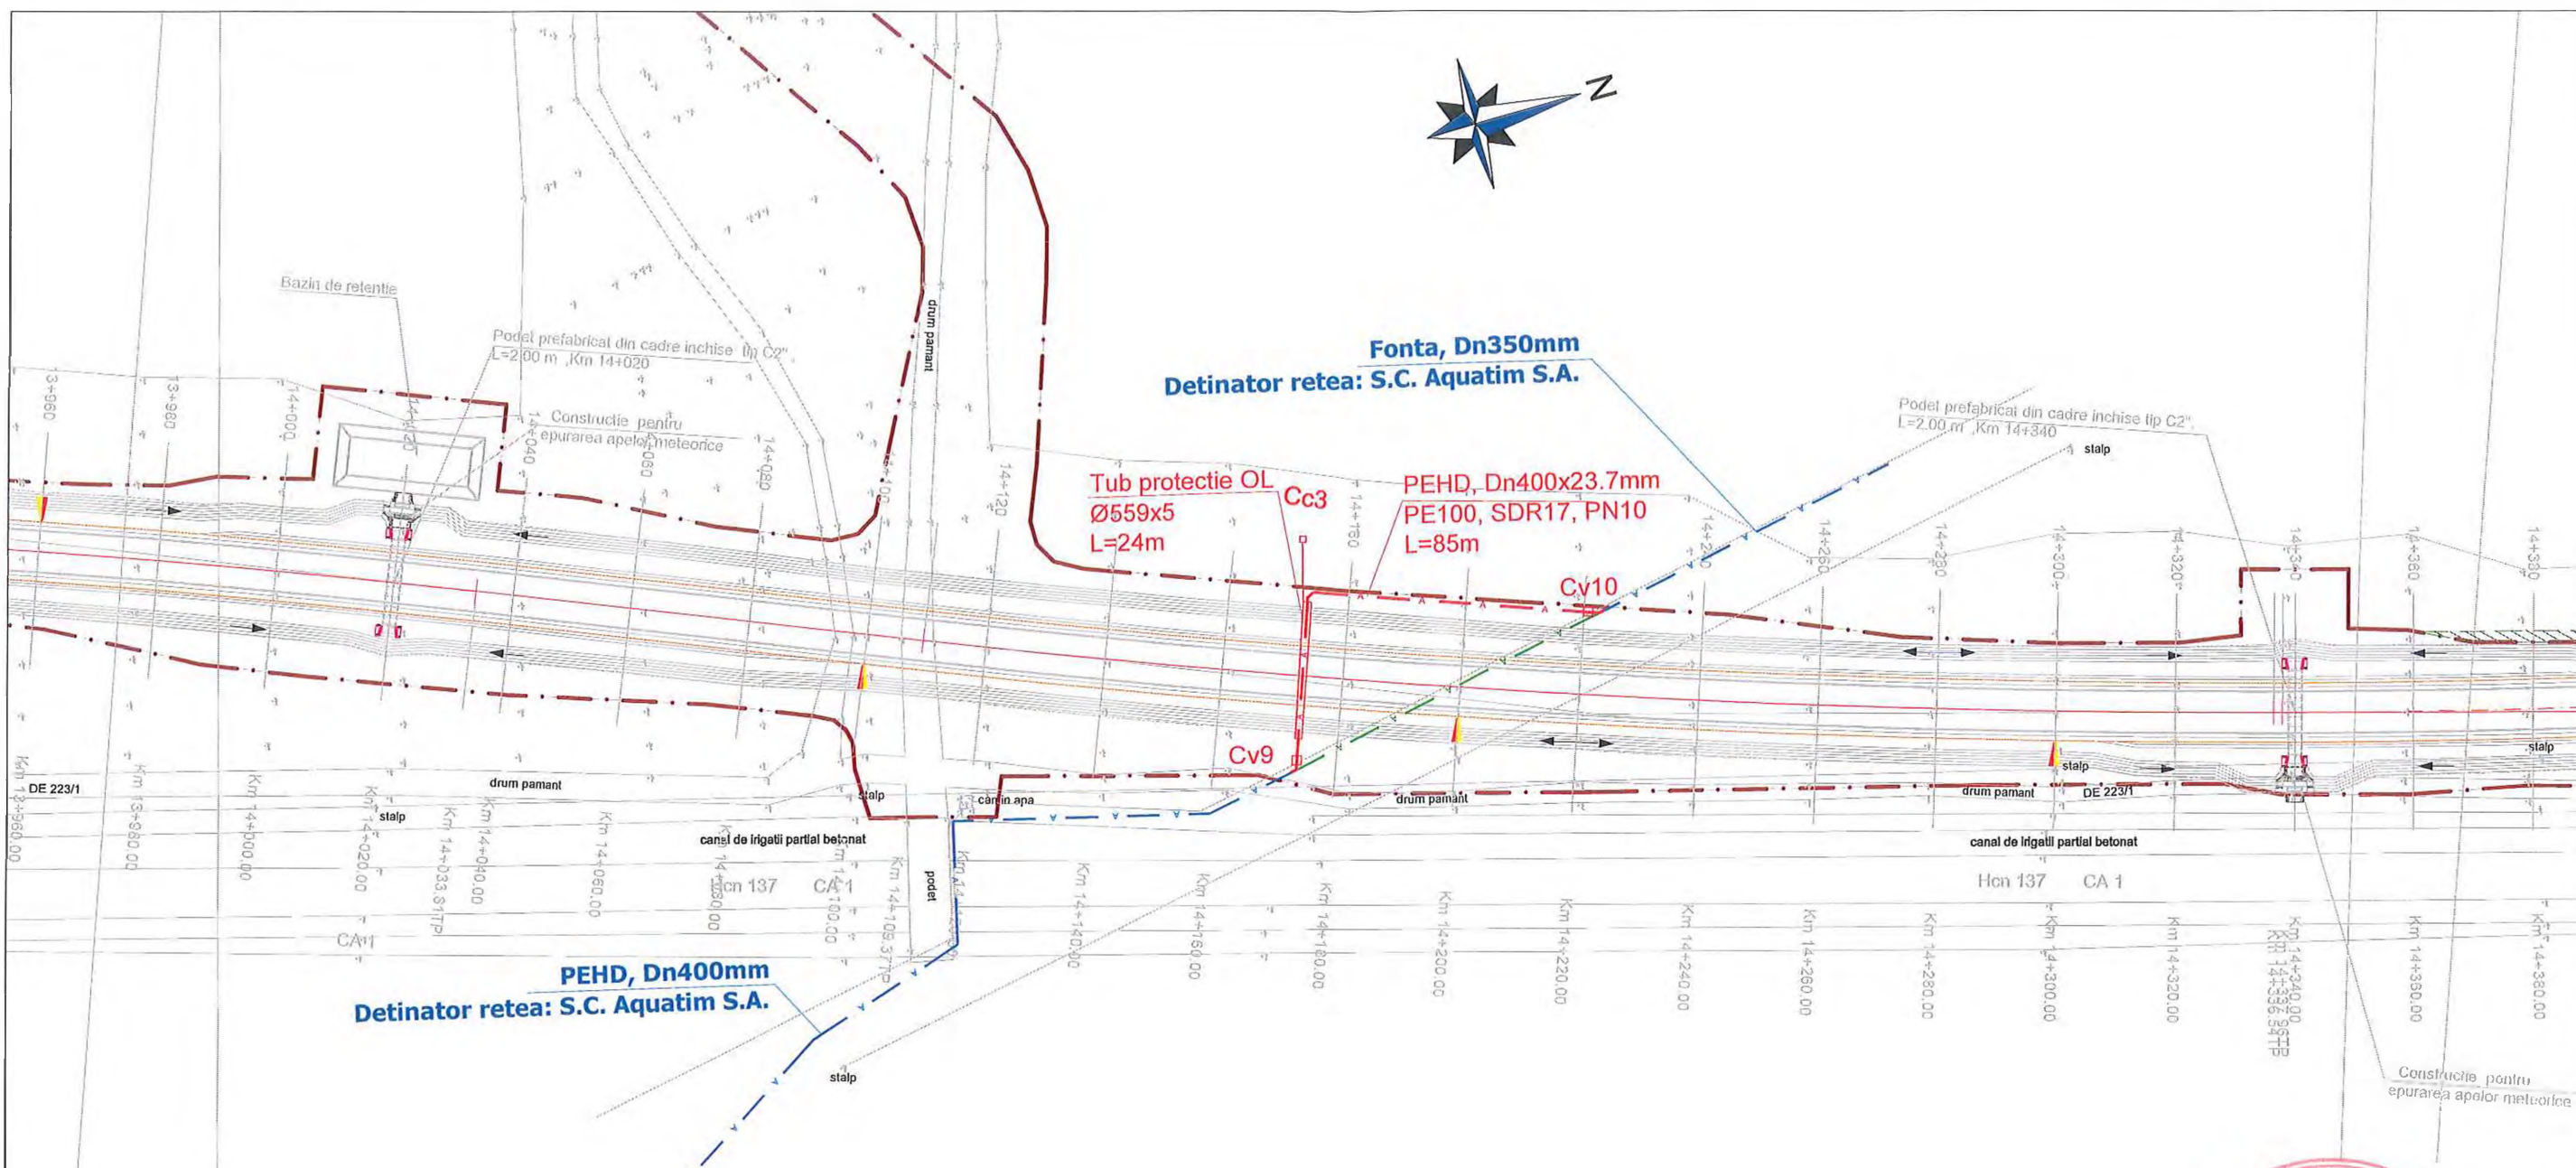 N
Bazin de retentie
Podet prefabricat din cadre inchise tip C2",
L=2.00 m ,Km 14+020
Constructie pentru
epurarea apelor meteorice
drum pamant
Fonta, Dn350mm
Detinator retea: S.C. Aquatim S.A.
Podet prefabricat din cadre inchise tip C2",
L=2.00 m ,Km 14+340
stalp
Tub protectie OL
Ø559x5
L=24m
Cc3
PEHD, Dn400x23.7mm
PE100, SDR17, PN10
L=85m
Cv10
Cv9
13+960
13+980
14+000
14+020
14+040
14+060
14+080
14+100
14+120
14+180
14+240
14+260
14+280
14+300
14+320
14+340
14+360
14+380
DE 223/1
drum pamant
stalp
stalp
camin apa
drum pamant
stalp
drum pamant
DE 223/1
stalp
canal de irigatii partial betonat
canal de irigatii partial betonat
Hcn 137
CA 1
Hcn 137
CA 1
CA 1
podet
Km 13+960.00
Km 13+980.00
Km 14+000.00
Km 14+020.00
Km 14+033.81TP
Km 14+040.00
Km 14+060.00
Km 14+080.00
Km 14+100.00
Km 14+109.37TP
Km 14+140.00
Km 14+160.00
Km 14+180.00
Km 14+200.00
Km 14+220.00
Km 14+240.00
Km 14+260.00
Km 14+280.00
Km 14+300.00
Km 14+320.00
Km 14+340.00
Km 14+360.00
Km 14+380.00
PEHD, Dn400mm
Detinator retea: S.C. Aquatim S.A.
stalp
Constructie pentru
epurarea apelor meteorice